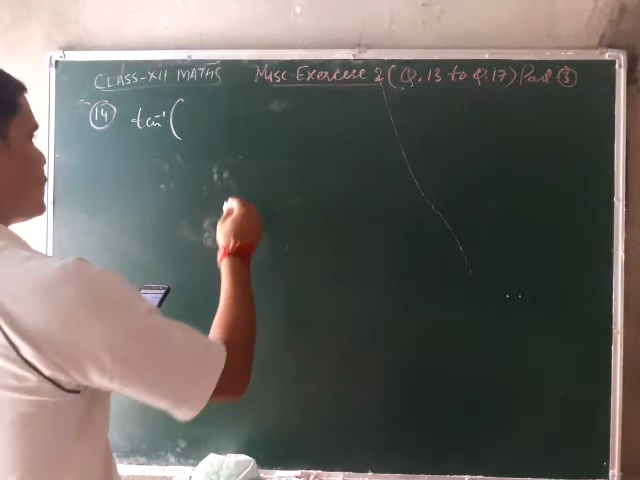 CLASS-XII MATHS Misc. Exercise 2 (Q.13 to Q.17) Part ③
⑭ tan⁻¹(